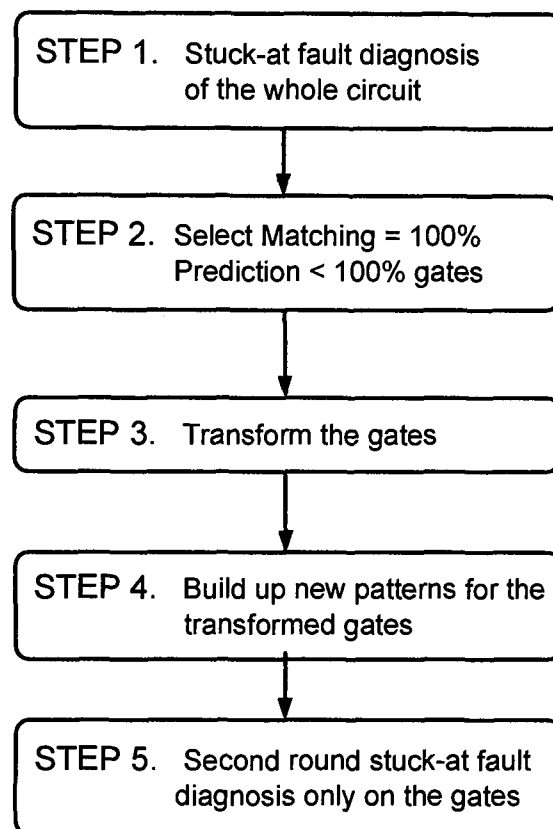 STEP 1. Stuck-at fault diagnosis
of the whole circuit
STEP 2. Select Matching = 100%
Prediction < 100% gates
STEP 3. Transform the gates
STEP 4. Build up new patterns for the
transformed gates
STEP 5. Second round stuck-at fault
diagnosis only on the gates